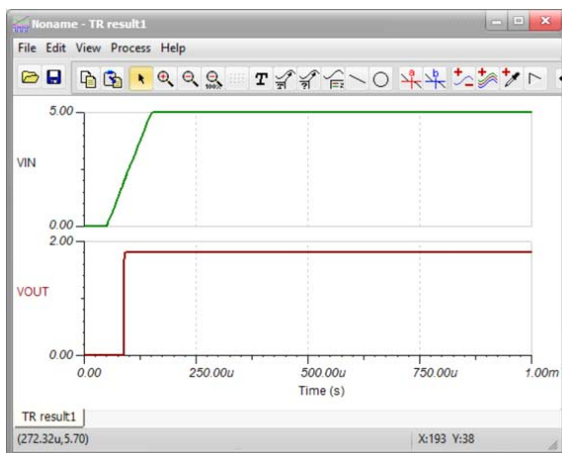 Noname - TR result1
File Edit View Process Help
100% T
a b
5.00
VIN
0.00
2.00
VOUT
0.00
0.00 250.00u 500.00u 750.00u 1.00m
Time (s)
TR result1
(272.32u,5.70) X:193 Y:38